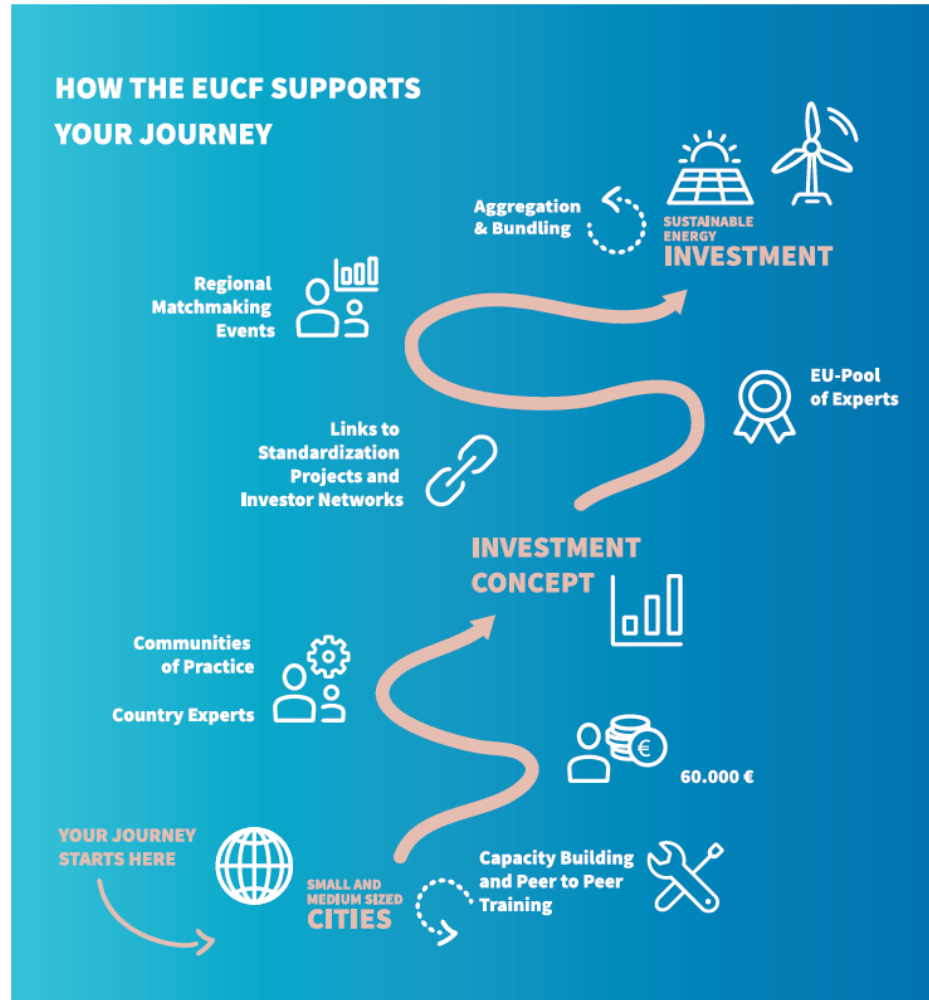 HOW THE EUCF SUPPORTS
YOUR JOURNEY
Aggregation
& Bundling
SUSTAINABLE
ENERGY
INVESTMENT
Regional
Matchmaking
Events
EU-Pool
of Experts
Links to
Standardization
Projects and
Investor Networks
INVESTMENT
CONCEPT
Communities
of Practice
Country Experts
€
60.000 €
YOUR JOURNEY
STARTS HERE
SMALL AND
MEDIUM SIZED
CITIES
Capacity Building
and Peer to Peer
Training